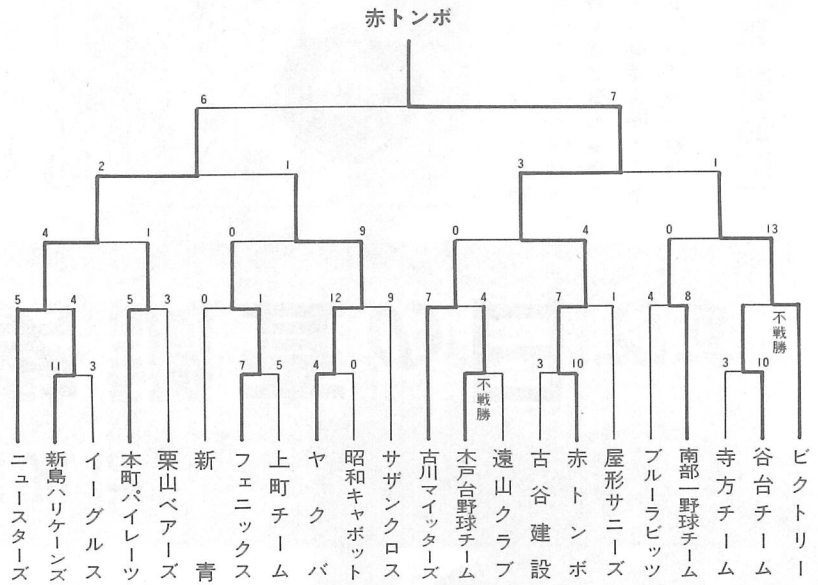 赤トンボ
6 7
2 1 3 1
4 1 0 9 0 4 0 13
5 4 5 3 0 1 12 9 7 4 7 1 4 8 不戦勝
11 3 7 5 4 0 不戦勝 3 10 3 10
ニュースターズ
新島ハリケーンズ
イーグルス
本町パイレーツ
栗山ベアーズ
新青
フェニックス
上町チーム
ヤクバ
昭和キャボット
サザンクロス
古川マイッターズ
木戸台野球チーム
遠山クラブ
古谷建設
赤トンボ
屋形サニーズ
ブルーラビッツ
南部一野球チーム
寺方チーム
谷台チーム
ビクトリー